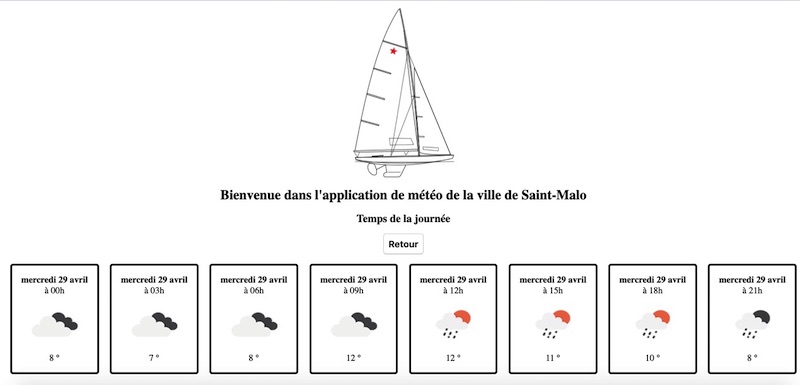 Bienvenue dans l'application de météo de la ville de Saint-Malo
Temps de la journée
Retour
mercredi 29 avril
à 00h
8 °
mercredi 29 avril
à 03h
7 °
mercredi 29 avril
à 06h
8 °
mercredi 29 avril
à 09h
12 °
mercredi 29 avril
à 12h
12 °
mercredi 29 avril
à 15h
11 °
mercredi 29 avril
à 18h
10 °
mercredi 29 avril
à 21h
8 °